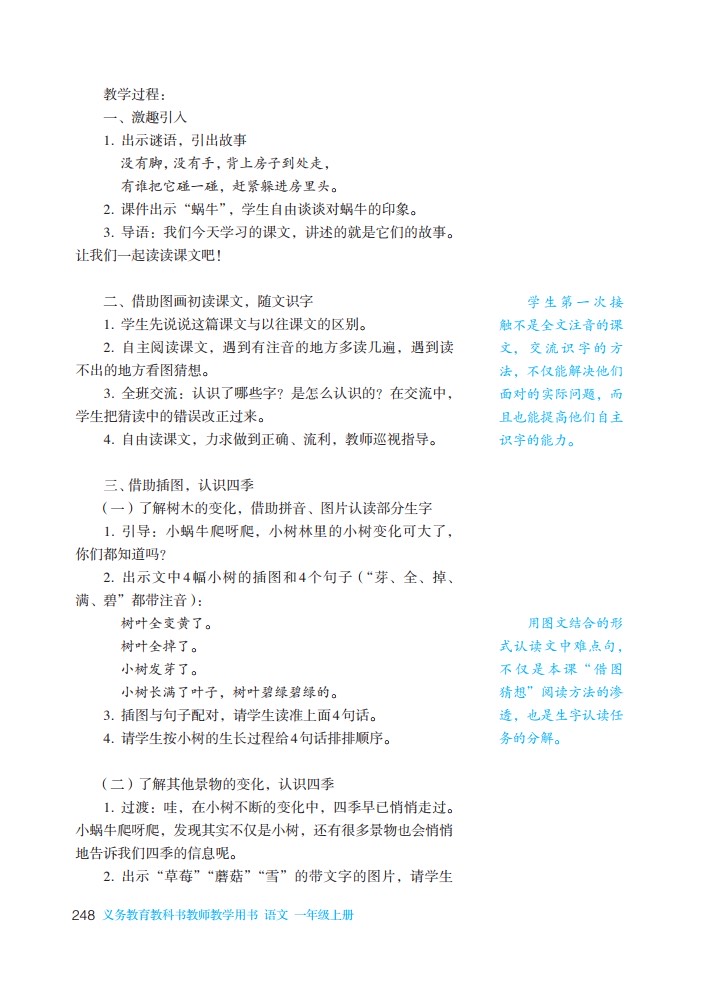 教学过程：
一、激趣引入
1. 出示谜语，引出故事
没有脚，没有手，背上房子到处走，
有谁把它碰一碰，赶紧躲进房里头。
2. 课件出示“蜗牛”，学生自由谈谈对蜗牛的印象。
3. 导语：我们今天学习的课文，讲述的就是它们的故事。
让我们一起读读课文吧！
二、借助图画初读课文，随文识字
1. 学生先说说这篇课文与以往课文的区别。
2. 自主阅读课文，遇到有注音的地方多读几遍，遇到读
不出的地方看图猜想。
3. 全班交流：认识了哪些字？是怎么认识的？在交流中，
学生把猜读中的错误改正过来。
4. 自由读课文，力求做到正确、流利，教师巡视指导。
学生第一次接
触不是全文注音的课
文，交流识字的方
法，不仅能解决他们
面对的实际问题，而
且也能提高他们自主
识字的能力。
三、借助插图，认识四季
（一）了解树木的变化，借助拼音、图片认读部分生字
1. 引导：小蜗牛爬呀爬，小树林里的小树变化可大了，
你们都知道吗？
2. 出示文中4幅小树的插图和4个句子（“芽、全、掉、
满、碧”都带注音）：
树叶全变黄了。
树叶全掉了。
小树发芽了。
小树长满了叶子，树叶碧绿碧绿的。
3. 插图与句子配对，请学生读准上面4句话。
4. 请学生按小树的生长过程给4句话排排顺序。
用图文结合的形
式认读文中难点句，
不仅是本课“借图
猜想”阅读方法的渗
透，也是生字认读任
务的分解。
（二）了解其他景物的变化，认识四季
1. 过渡：哇，在小树不断的变化中，四季早已悄悄走过。
小蜗牛爬呀爬，发现其实不仅是小树，还有很多景物也会悄悄
地告诉我们四季的信息呢。
2. 出示“草莓”“蘑菇”“雪”的带文字的图片，请学生
248 义务教育教科书教师教学用书 语文 一年级上册